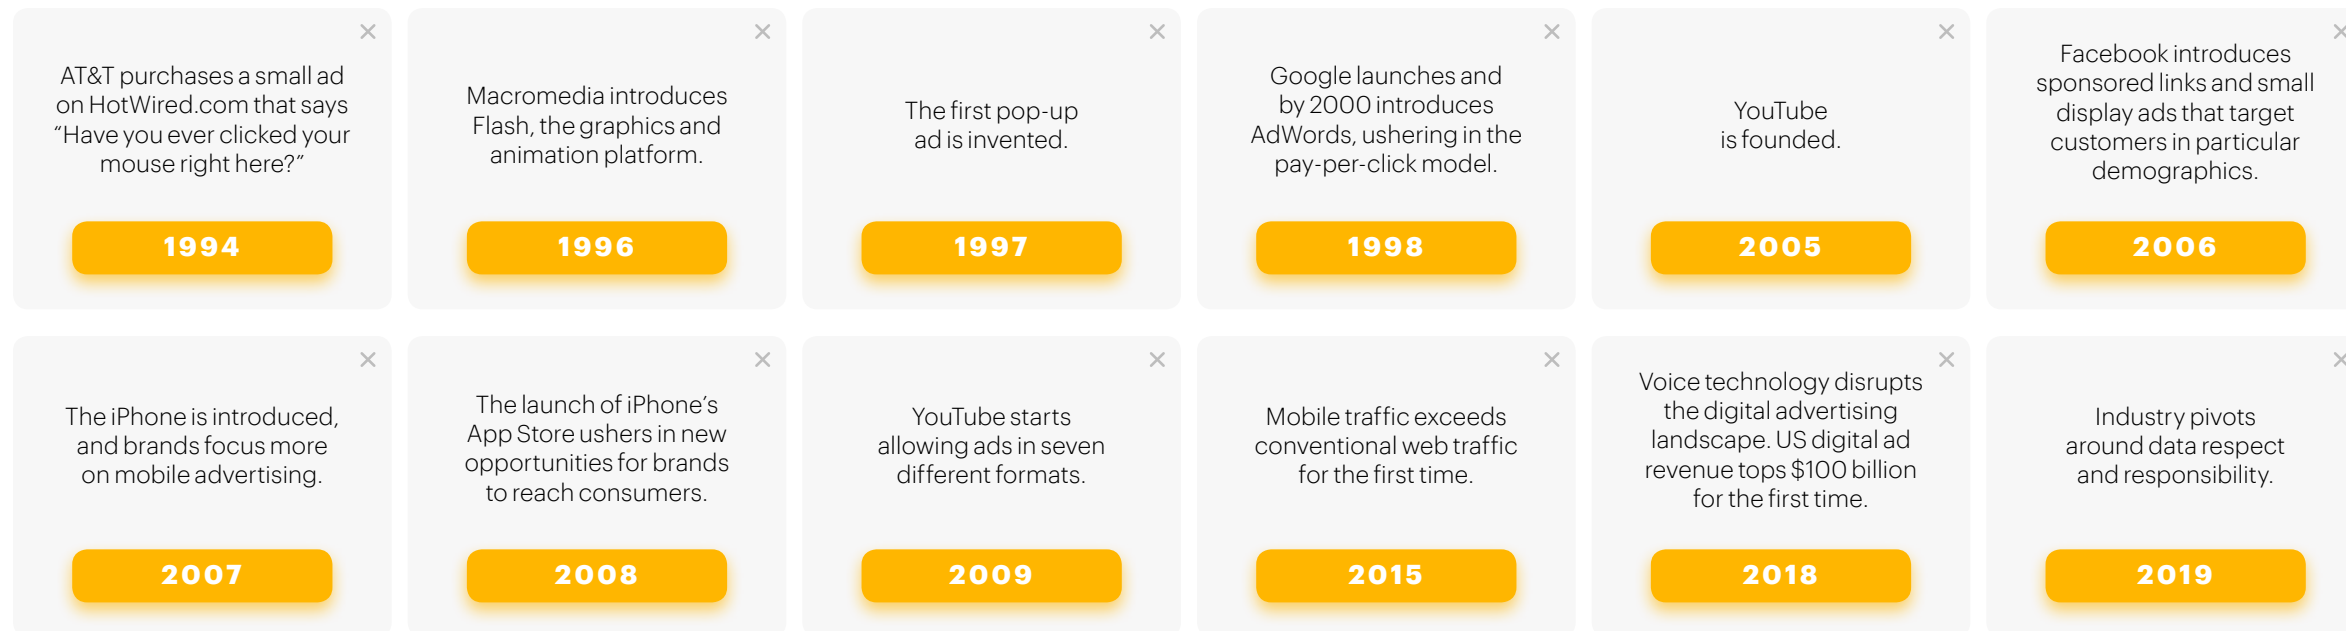 AT&T purchases a small ad
on HotWired.com that says
“Have you ever clicked your
mouse right here?”
1994
Macromedia introduces
Flash, the graphics and
animation platform.
1996
The first pop-up
ad is invented.
1997
Google launches and
by 2000 introduces
AdWords, ushering in the
pay-per-click model.
1998
YouTube
is founded.
2005
Facebook introduces
sponsored links and small
display ads that target
customers in particular
demographics.
2006
The iPhone is introduced,
and brands focus more
on mobile advertising.
2007
The launch of iPhone’s
App Store ushers in new
opportunities for brands
to reach consumers.
2008
YouTube starts
allowing ads in seven
different formats.
2009
Mobile traffic exceeds
conventional web traffic
for the first time.
2015
Voice technology disrupts
the digital advertising
landscape. US digital ad
revenue tops $100 billion
for the first time.
2018
Industry pivots
around data respect
and responsibility.
2019